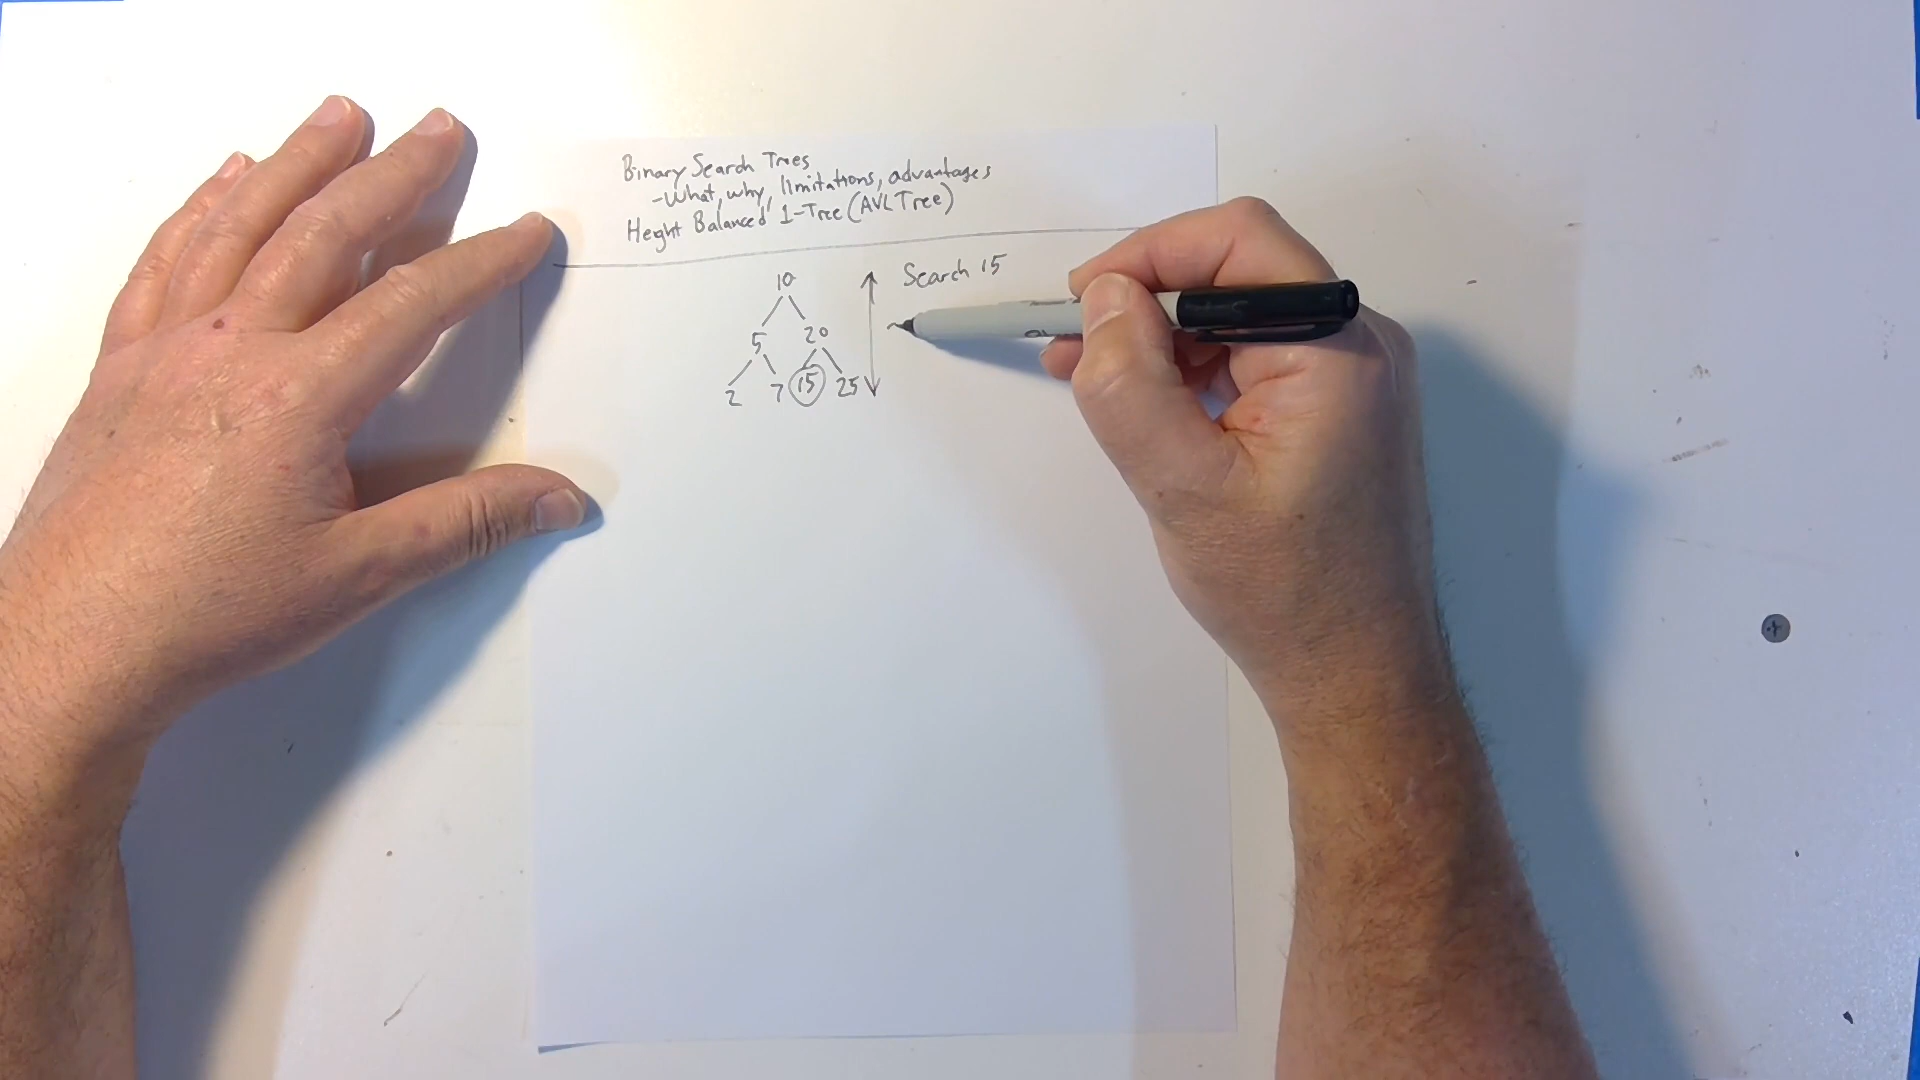 Binary Search Trees
-What, why, limitations, advantages
Height Balanced 1-Tree (AVL Tree)
10 Search 15
5 20
2 7 15 25